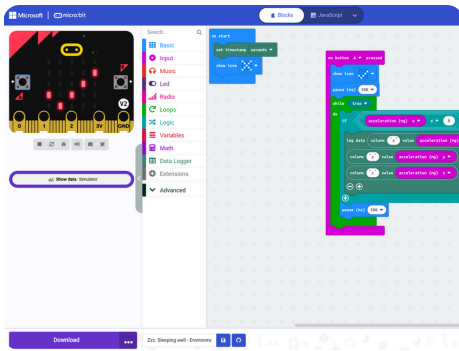 Microsoft | micro:bit
Blocks
JavaScript
Search...
Basic
Input
Music
Led
Radio
Loops
Logic
Variables
Math
Data Logger
Extensions
Advanced
V2
0 1 2 3V GND
Show data Simulator
on start
set timestamp seconds
show icon
on button A pressed
show icon
pause (ms) 500
while true
do
if acceleration (mg) x
log data column x value acceleration (mg)
column y value acceleration (mg) y
column z value acceleration (mg)
pause (ms) 500
Download
Zzz. Sleeping well - Environm